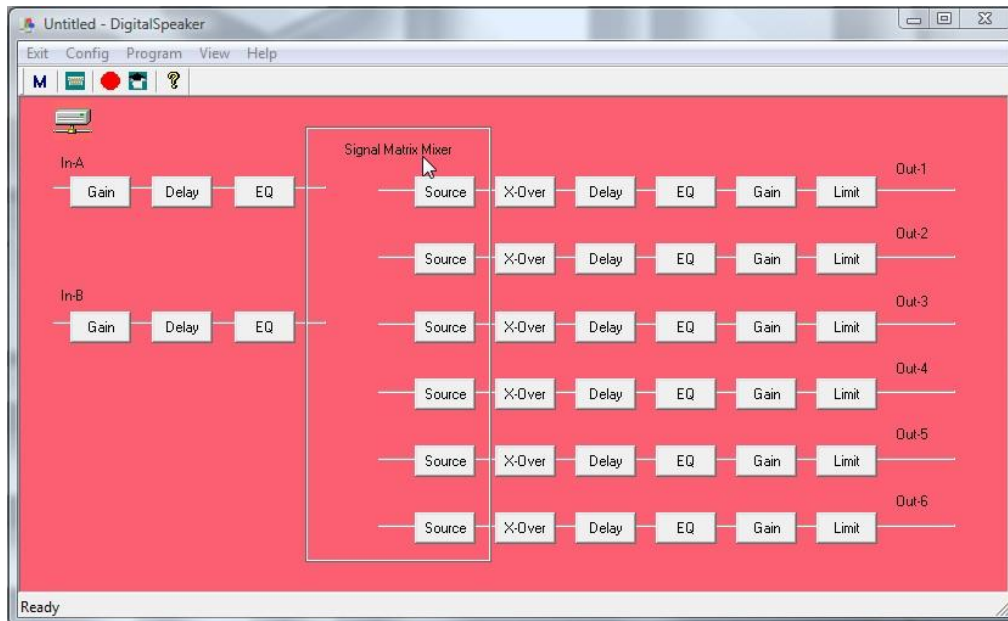 Untitled - DigitalSpeaker
Exit Config Program View Help
M ?
Signal Matrix Mixer
In-A
Out-1
Gain Delay EQ Source X-Over Delay EQ Gain Limit
Out-2
Source X-Over Delay EQ Gain Limit
In-B
Out-3
Gain Delay EQ Source X-Over Delay EQ Gain Limit
Out-4
Source X-Over Delay EQ Gain Limit
Out-5
Source X-Over Delay EQ Gain Limit
Out-6
Source X-Over Delay EQ Gain Limit
Ready